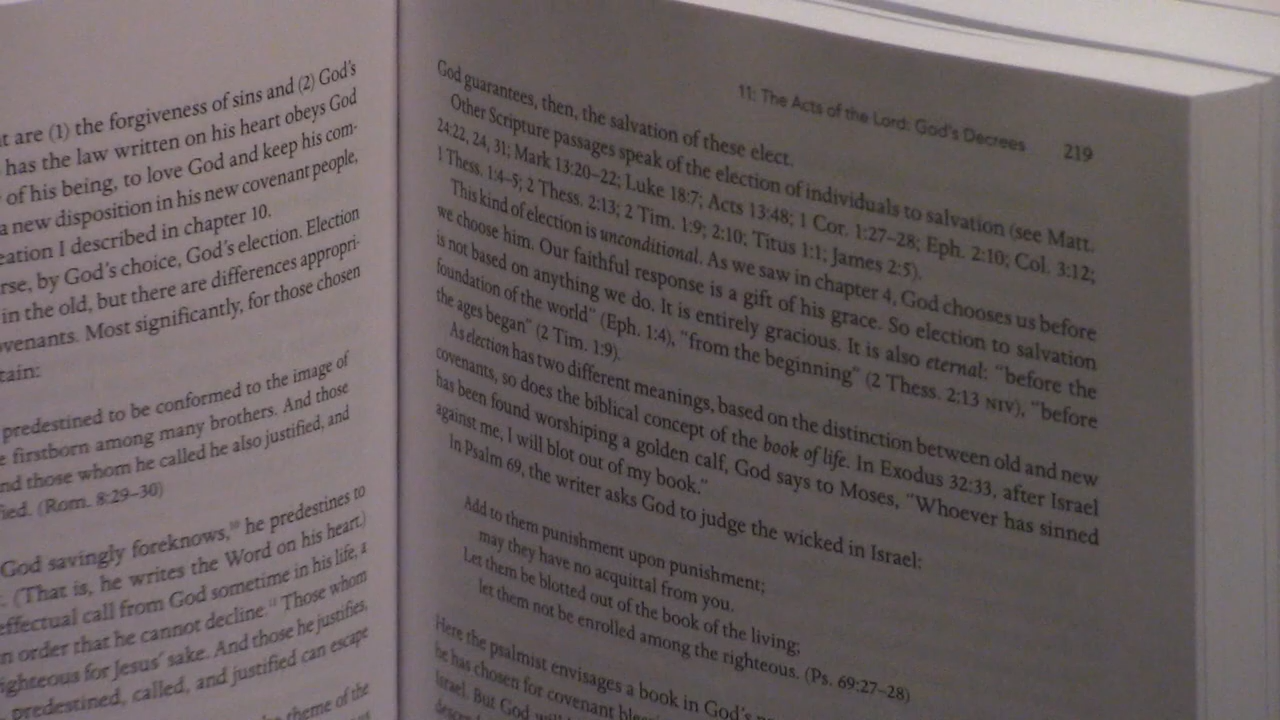 t are (1) the forgiveness of sins and (2) God's
has the law written on his heart obeys God
of his being, to love God and keep his com-
a new disposition in his new covenant people,
eation I described in chapter 10.
rse, by God's choice, God's election. Election
in the old, but there are differences appropri-
ovenants. Most significantly, for those chosen
tain:
predestined to be conformed to the image of
e firstborn among many brothers. And those
nd those whom he called he also justified, and
fied. (Rom. 8:29–30)
God savingly foreknows,¹⁰ he predestines to
. (That is, he writes the Word on his heart.)
effectual call from God sometime in his life, a
n order that he cannot decline.¹¹ Those whom
ighteous for Jesus' sake. And those he justifies,
predestined, called, and justified can escape
theme of the
11: The Acts of the Lord: God's Decrees 219
God guarantees, then, the salvation of these elect.
Other Scripture passages speak of the election of individuals to salvation (see Matt.
24:22, 24, 31; Mark 13:20–22; Luke 18:7; Acts 13:48; 1 Cor. 1:27–28; Eph. 2:10; Col. 3:12;
1 Thess. 1:4–5; 2 Thess. 2:13; 2 Tim. 1:9; 2:10; Titus 1:1; James 2:5).
This kind of election is unconditional. As we saw in chapter 4, God chooses us before
we choose him. Our faithful response is a gift of his grace. So election to salvation
is not based on anything we do. It is entirely gracious. It is also eternal: "before the
foundation of the world" (Eph. 1:4), "from the beginning" (2 Thess. 2:13 NIV), "before
the ages began" (2 Tim. 1:9).
As election has two different meanings, based on the distinction between old and new
covenants, so does the biblical concept of the book of life. In Exodus 32:33, after Israel
has been found worshiping a golden calf, God says to Moses, "Whoever has sinned
against me, I will blot out of my book."
In Psalm 69, the writer asks God to judge the wicked in Israel:
Add to them punishment upon punishment;
may they have no acquittal from you.
Let them be blotted out of the book of the living;
let them not be enrolled among the righteous. (Ps. 69:27–28)
Here the psalmist envisages a book in God's
he has chosen for covenant
Israel. But God